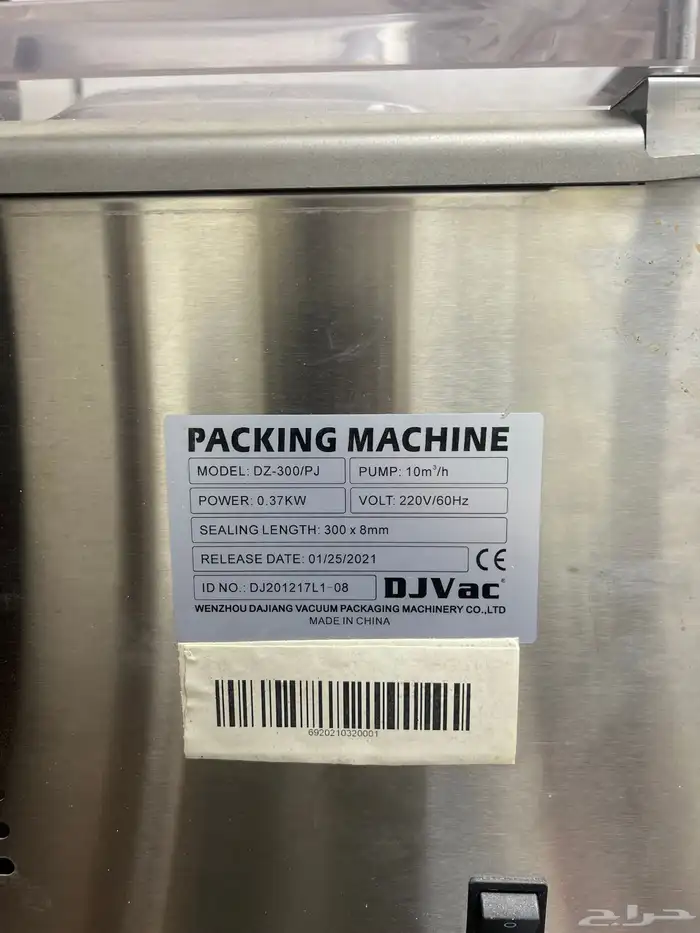 PACKING MACHINE
MODEL: DZ-300/PJ
PUMP: 10m³/h
POWER: 0.37KW
VOLT: 220V/60Hz
SEALING LENGTH: 300 x 8mm
RELEASE DATE: 01/25/2021
CE
ID NO.: DJ201217L1-08
DJVac®
WENZHOU DAJIANG VACUUM PACKAGING MACHINERY CO.,LTD
MADE IN CHINA
6920210320001
حراج